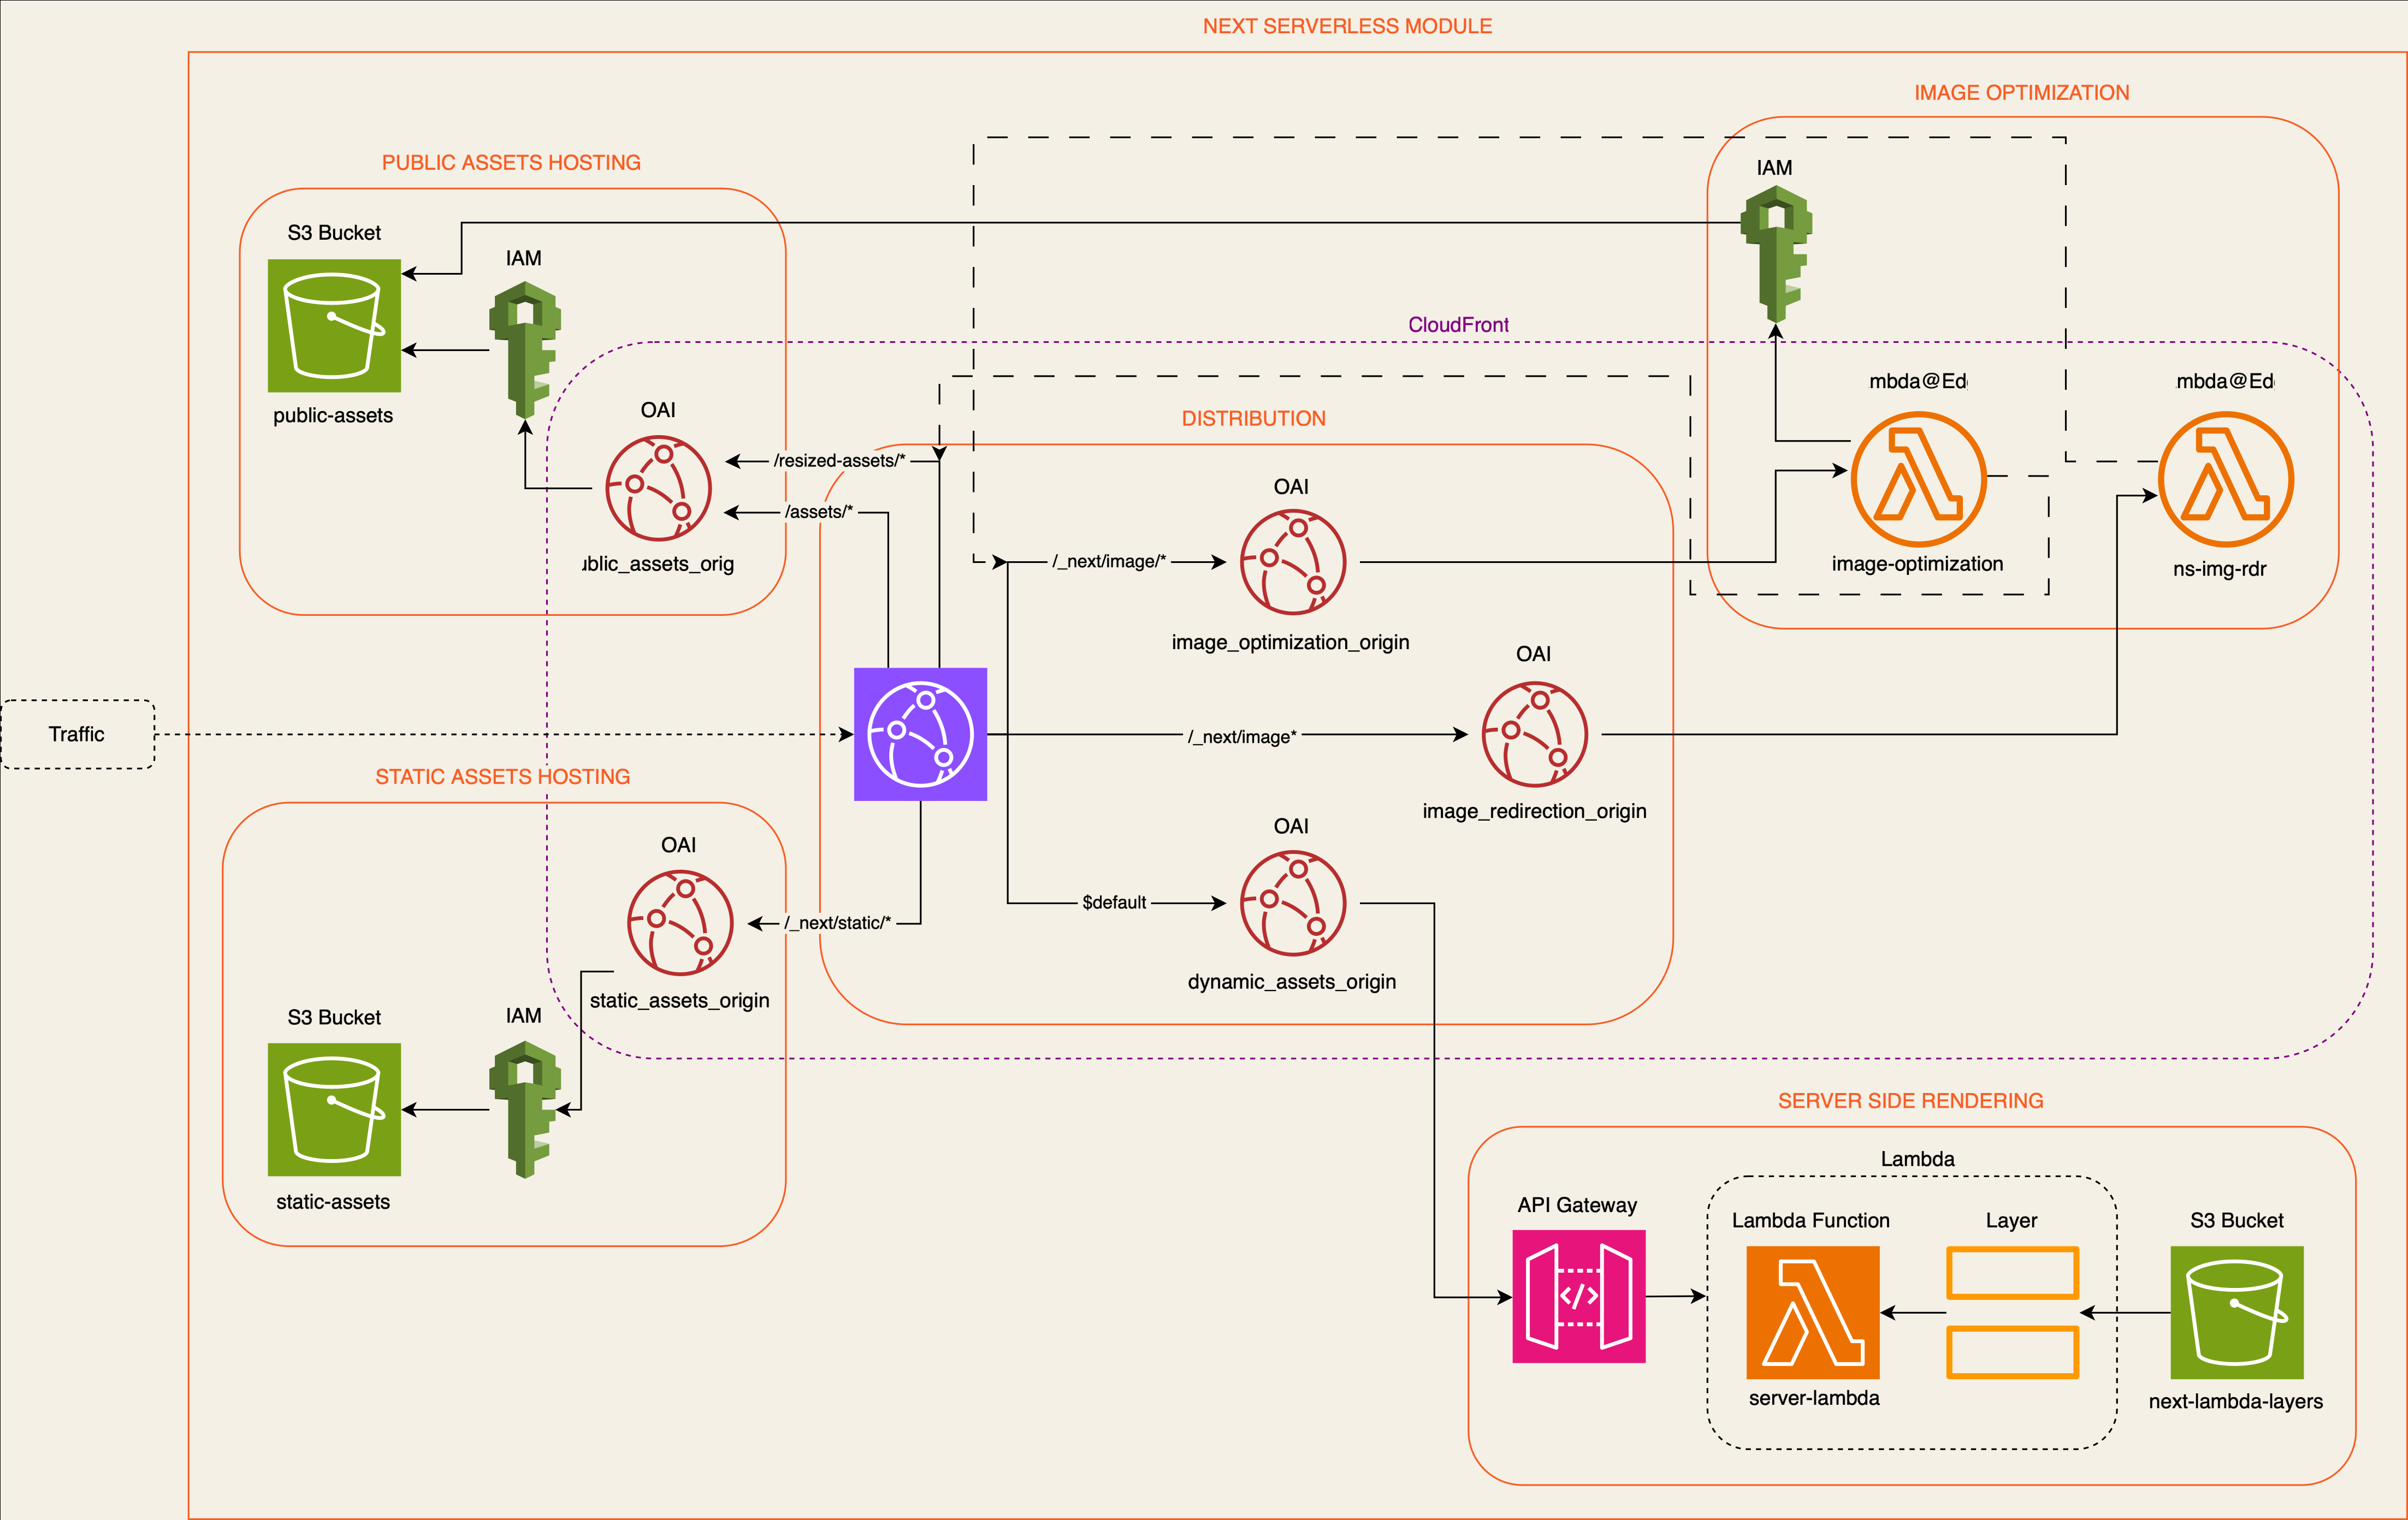 NEXT SERVERLESS MODULE
IMAGE OPTIMIZATION
PUBLIC ASSETS HOSTING
IAM
S3 Bucket
IAM
CloudFront
mbda@Ed
mbda@Ed
public-assets
OAI
DISTRIBUTION
/resized-assets/*
OAI
/assets/*
ublic_assets_orig
/_next/image/*
image-optimization
ns-img-rdr
image_optimization_origin
OAI
Traffic
/_next/image*
STATIC ASSETS HOSTING
image_redirection_origin
OAI
OAI
$default
/_next/static/*
dynamic_assets_origin
static_assets_origin
S3 Bucket
IAM
SERVER SIDE RENDERING
Lambda
static-assets
API Gateway
Lambda Function
Layer
S3 Bucket
server-lambda
next-lambda-layers